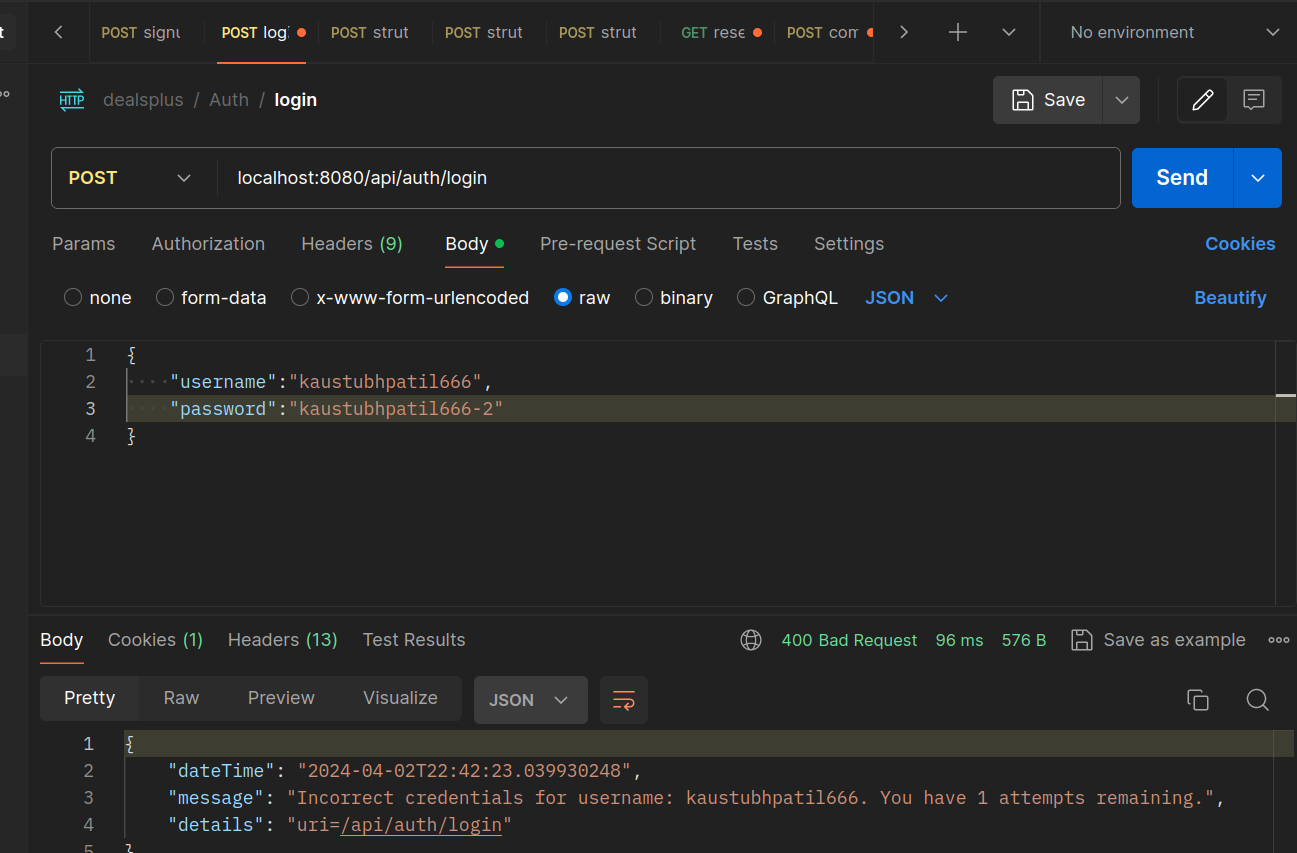 t
POST signu POST log POST strut POST strut POST strut GET rese POST com No environment
HTTP dealsplus / Auth / login Save
POST localhost:8080/api/auth/login Send
Params Authorization Headers (9) Body Pre-request Script Tests Settings Cookies
none form-data x-www-form-urlencoded raw binary GraphQL JSON Beautify
1 {
2 "username":"kaustubhpatil666",
3 "password":"kaustubhpatil666-2"
4 }
Body Cookies (1) Headers (13) Test Results 400 Bad Request 96 ms 576 B Save as example
Pretty Raw Preview Visualize JSON
1 {
2 "dateTime": "2024-04-02T22:42:23.039930248",
3 "message": "Incorrect credentials for username: kaustubhpatil666. You have 1 attempts remaining.",
4 "details": "uri=/api/auth/login"
5 }